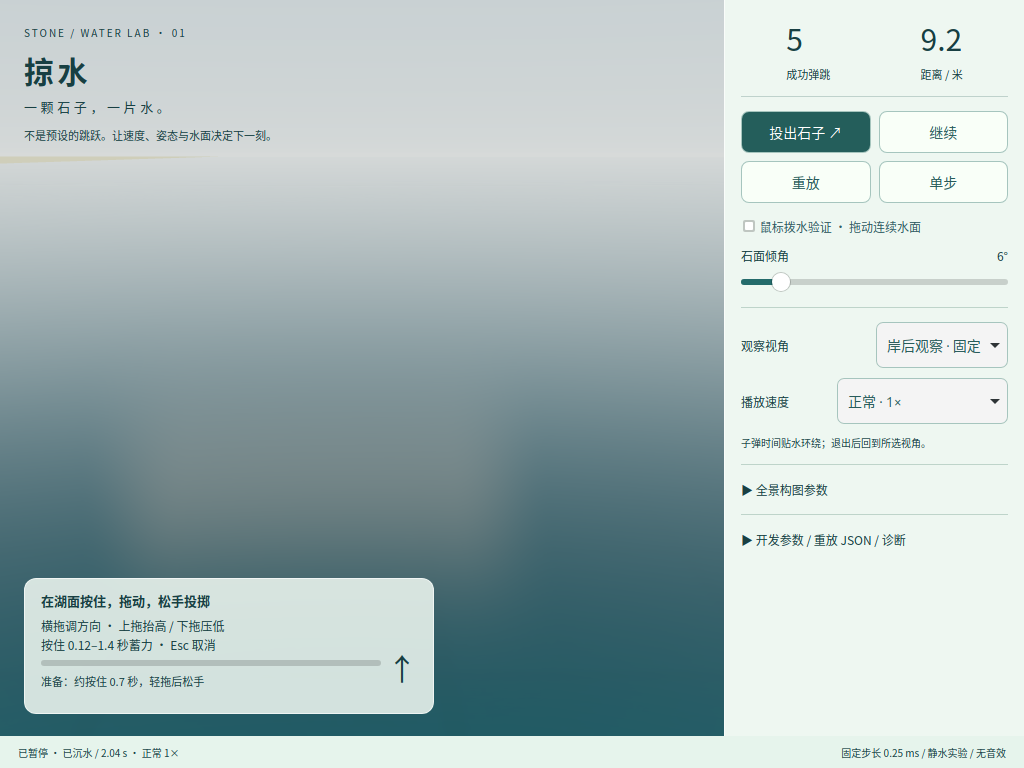 STONE / WATER LAB · 01
掠水
一颗石子，一片水。
不是预设的跳跃。让速度、姿态与水面决定下一刻。
在湖面按住，拖动，松手投掷
横拖调方向 · 上拖抬高 / 下拖压低
按住 0.12–1.4 秒蓄力 · Esc 取消
↑
准备：约按住 0.7 秒，轻拖后松手
5
成功弹跳
9.2
距离 / 米
投出石子 ↗
继续
重放
单步
鼠标拨水验证 · 拖动连续水面
石面倾角
6°
观察视角
岸后观察 · 固定
播放速度
正常 · 1×
子弹时间贴水环绕；退出后回到所选视角。
▶ 全景构图参数
▶ 开发参数 / 重放 JSON / 诊断
已暂停 · 已沉水 / 2.04 s · 正常 1×
固定步长 0.25 ms / 静水实验 / 无音效